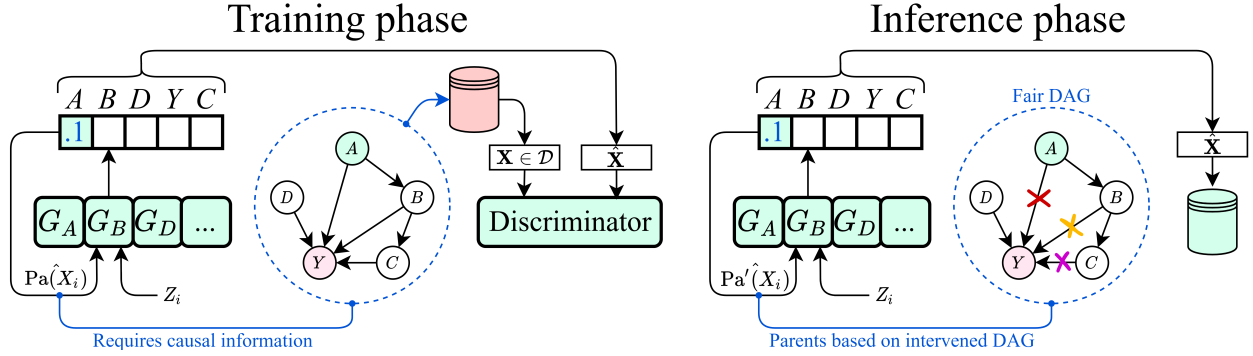 Training phase
A B D Y C
.1
X ∈ 𝒟
X̂
A
D
B
Y
C
G_A G_B G_D ...
Discriminator
Pa(X̂_i)
Z_i
Requires causal information
Inference phase
A B D Y C
.1
Fair DAG
X̂
A
D
B
Y
C
G_A G_B G_D ...
Pa′(X̂_i)
Z_i
Parents based on intervened DAG